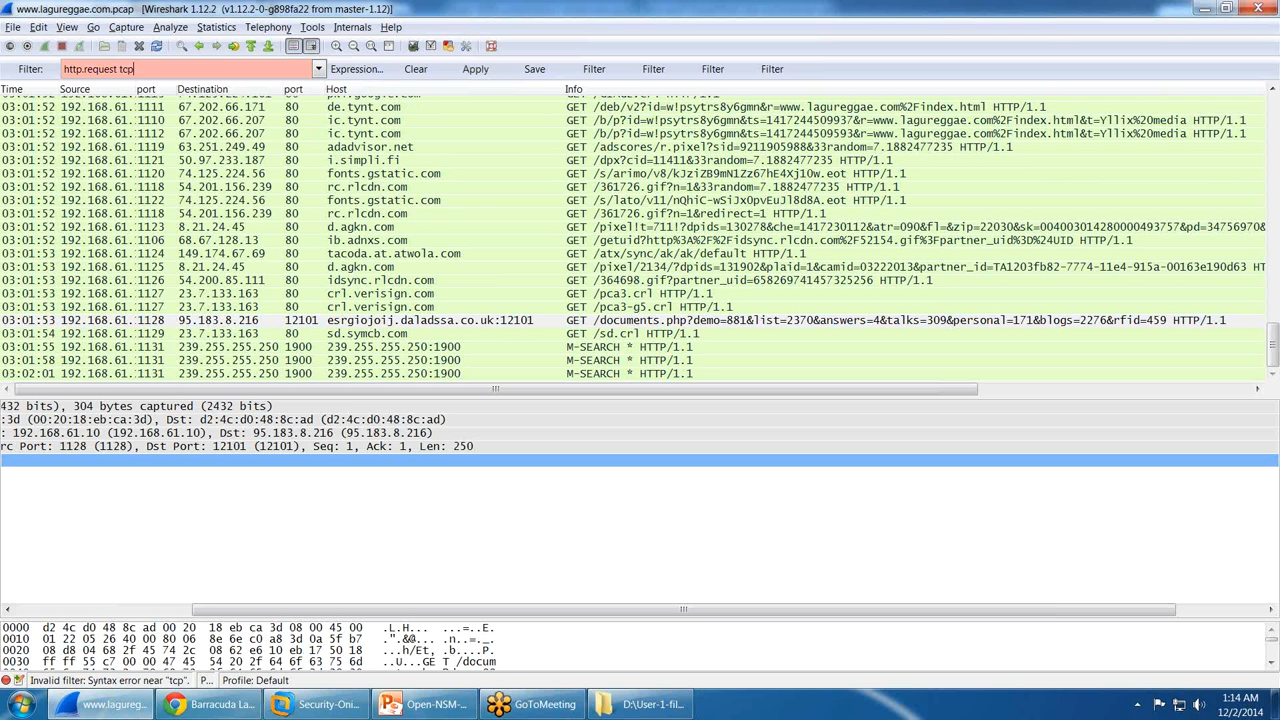 www.lagureggae.com.pcap [Wireshark 1.12.2 (v1.12.2-0-g898fa22 from master-1.12)]
File Edit View Go Capture Analyze Statistics Telephony Tools Internals Help
Filter: http.request tcp Expression... Clear Apply Save Filter Filter Filter Filter
Time Source port Destination port Host Info
03:01:52 192.168.61. 1111 67.202.66.171 80 de.tynt.com GET /deb/v2?id=w!psytrs8y6gmn&r=www.lagureggae.com%2Findex.html HTTP/1.1
03:01:52 192.168.61. 1110 67.202.66.207 80 ic.tynt.com GET /b/p?id=w!psytrs8y6gmn&ts=1417244509937&r=www.lagureggae.com%2Findex.html&t=Yllix%20media HTTP/1.1
03:01:52 192.168.61. 1112 67.202.66.207 80 ic.tynt.com GET /b/p?id=w!psytrs8y6gmn&ts=1417244509593&r=www.lagureggae.com%2Findex.html&t=Yllix%20media HTTP/1.1
03:01:52 192.168.61. 1119 63.251.249.49 80 adadvisor.net GET /adscores/r.pixel?sid=9211905988&33random=7.1882477235 HTTP/1.1
03:01:52 192.168.61. 1121 50.97.233.187 80 i.simpli.fi GET /dpx?cid=11411&33random=7.1882477235 HTTP/1.1
03:01:52 192.168.61. 1120 74.125.224.56 80 fonts.gstatic.com GET /s/arimo/v8/kJziZB9mN1Zz67hE4Xj1Ow.eot HTTP/1.1
03:01:52 192.168.61. 1118 54.201.156.239 80 rc.rlcdn.com GET /361726.gif?n=1&33random=7.1882477235 HTTP/1.1
03:01:52 192.168.61. 1122 74.125.224.56 80 fonts.gstatic.com GET /s/lato/v11/nQhiC-wSiJx0pvEuJl8d8A.eot HTTP/1.1
03:01:52 192.168.61. 1118 54.201.156.239 80 rc.rlcdn.com GET /361726.gif?n=1&redirect=1 HTTP/1.1
03:01:52 192.168.61. 1123 8.21.24.45 80 d.agkn.com GET /pixel!t=711!?dpids=130278&che=1417230112&atr=090&fl=&zip=22030&sk=004003014280000493757&pd=34756970&
03:01:52 192.168.61. 1106 68.67.128.13 80 ib.adnxs.com GET /getuid?http%3A%2F%2Fidsync.rlcdn.com%2F52154.gif%3Fpartner_uid%3D%24UID HTTP/1.1
03:01:53 192.168.61. 1124 149.174.67.69 80 tacoda.at.atwola.com GET /atx/sync/ak/ak/default HTTP/1.1
03:01:53 192.168.61. 1125 8.21.24.45 80 d.agkn.com GET /pixel/2134/?dpids=131902&plaid=1&camid=03222013&partner_id=TA1203fb82-7774-11e4-915a-00163e190d63 HT
03:01:53 192.168.61. 1126 54.200.85.111 80 idsync.rlcdn.com GET /52154.gif?partner_uid=658269741457325256 HTTP/1.1
03:01:53 192.168.61. 1127 23.7.133.163 80 crl.verisign.com GET /pca3.crl HTTP/1.1
03:01:53 192.168.61. 1127 23.7.133.163 80 crl.verisign.com GET /pca3-g5.crl HTTP/1.1
03:01:53 192.168.61. 1128 95.183.8.216 12101 esrgiojoij.daladssa.co.uk:12101 GET /documents.php?demo=881&list=2370&answers=4&talks=309&personal=171&blogs=2276&rfid=459 HTTP/1.1
03:01:54 192.168.61. 1129 23.7.133.163 80 sd.symcb.com GET /sd.crl HTTP/1.1
03:01:55 192.168.61. 1131 239.255.255.250 1900 239.255.255.250:1900 M-SEARCH * HTTP/1.1
03:01:58 192.168.61. 1131 239.255.255.250 1900 239.255.255.250:1900 M-SEARCH * HTTP/1.1
03:02:01 192.168.61. 1131 239.255.255.250 1900 239.255.255.250:1900 M-SEARCH * HTTP/1.1
432 bits), 304 bytes captured (2432 bits)
:3d (00:20:18:eb:ca:3d), Dst: d2:4c:d0:48:8c:ad (d2:4c:d0:48:8c:ad)
: 192.168.61.10 (192.168.61.10), Dst: 95.183.8.216 (95.183.8.216)
rc Port: 1128 (1128), Dst Port: 12101 (12101), Seq: 1, Ack: 1, Len: 250
0000 d2 4c d0 48 8c ad 00 20 18 eb ca 3d 08 00 45 00 .L.H... ...=..E.
0010 01 22 05 26 40 00 80 06 8e 6e c0 a8 3d 0a 5f b7 .".&@... .n..=._.
0020 08 d8 04 68 2f 45 74 2c 08 62 e6 10 eb 17 50 18 ...h/Et, .b....P.
0030 ff ff 55 c7 00 00 47 45 54 20 2f 64 6f 63 75 6d ..U...GE T /docum
Invalid filter: Syntax error near "tcp". P... Profile: Default
www.lagureg... Barracuda La... Security-Oni... Open-NSM-... GoToMeeting D:\User-1-fil... 1:14 AM
12/2/2014